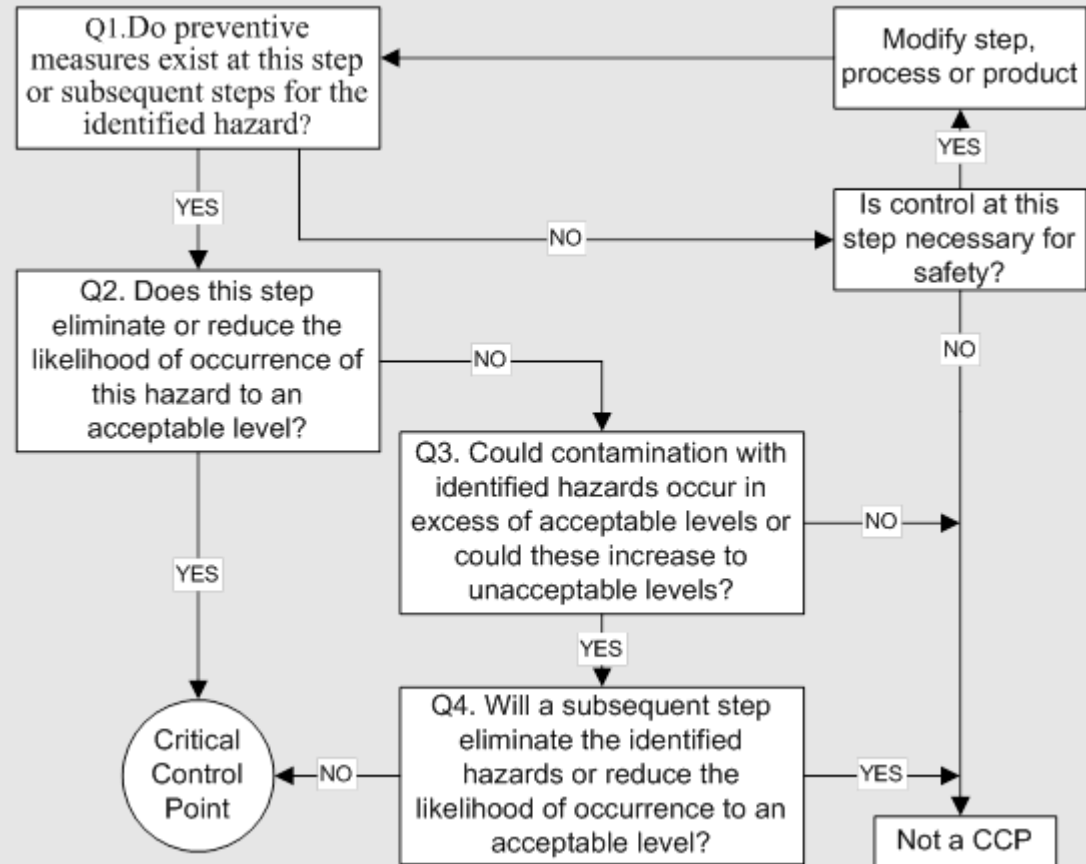 Q1.Do preventive
measures exist at this step
or subsequent steps for the
identified hazard?
Modify step,
process or product
YES
YES
NO
Is control at this
step necessary for
safety?
Q2. Does this step
eliminate or reduce the
likelihood of occurrence of
this hazard to an
acceptable level?
NO
NO
Q3. Could contamination with
identified hazards occur in
excess of acceptable levels or
could these increase to
unacceptable levels?
NO
YES
YES
Q4. Will a subsequent step
eliminate the identified
hazards or reduce the
likelihood of occurrence to an
acceptable level?
Critical
Control
Point
NO
YES
Not a CCP